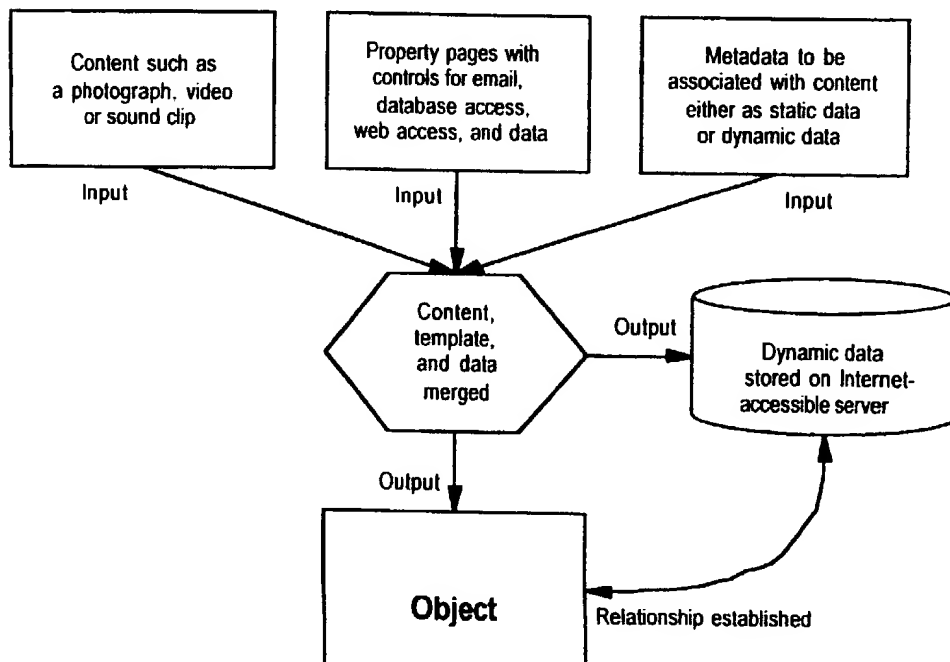 Content such as
a photograph, video
or sound clip
Property pages with
controls for email,
database access,
web access, and data
Metadata to be
associated with content
either as static data
or dynamic data
Input
Input
Input
Content,
template,
and data
merged
Output
Dynamic data
stored on Internet-
accessible server
Output
Object
Relationship established